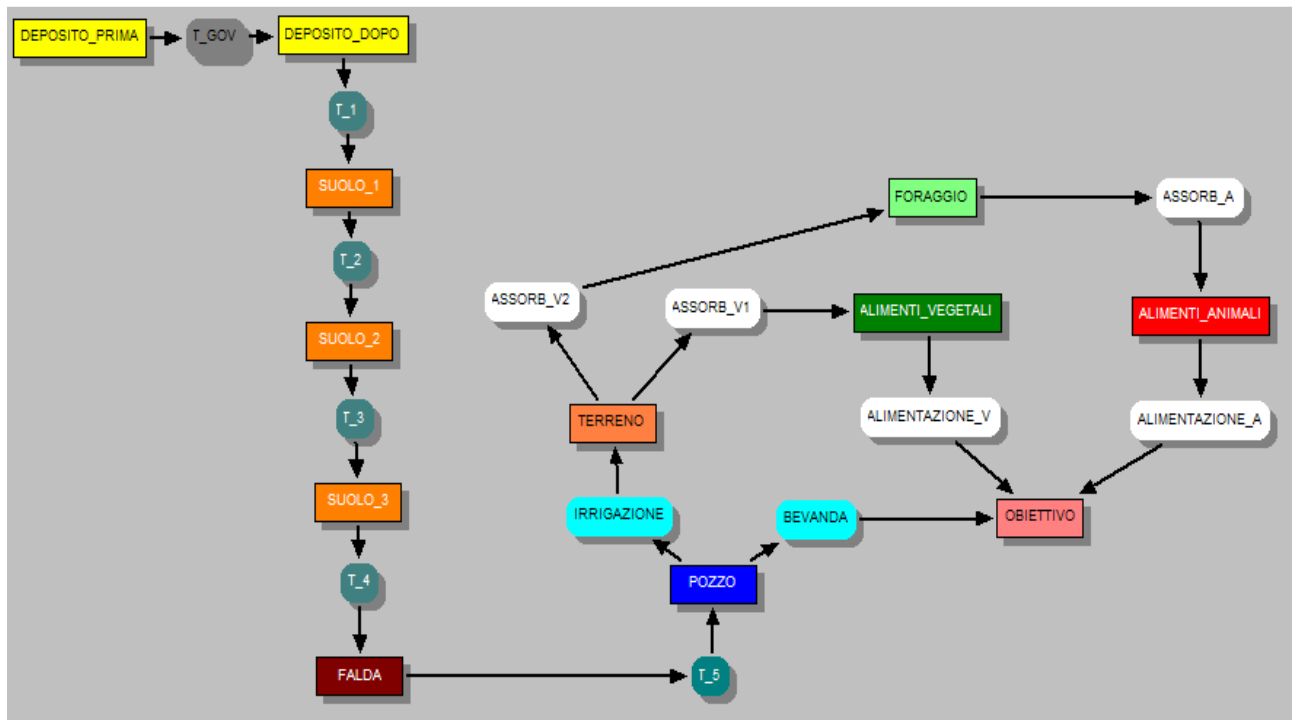 DEPOSITO_PRIMA
T_GOV
DEPOSITO_DOPO
T_1
SUOLO_1
T_2
SUOLO_2
T_3
SUOLO_3
T_4
FALDA
T_5
POZZO
IRRIGAZIONE
BEVANDA
TERRENO
ASSORB_V2
ASSORB_V1
FORAGGIO
ASSORB_A
ALIMENTI_VEGETALI
ALIMENTI_ANIMALI
ALIMENTAZIONE_V
ALIMENTAZIONE_A
OBIETTIVO